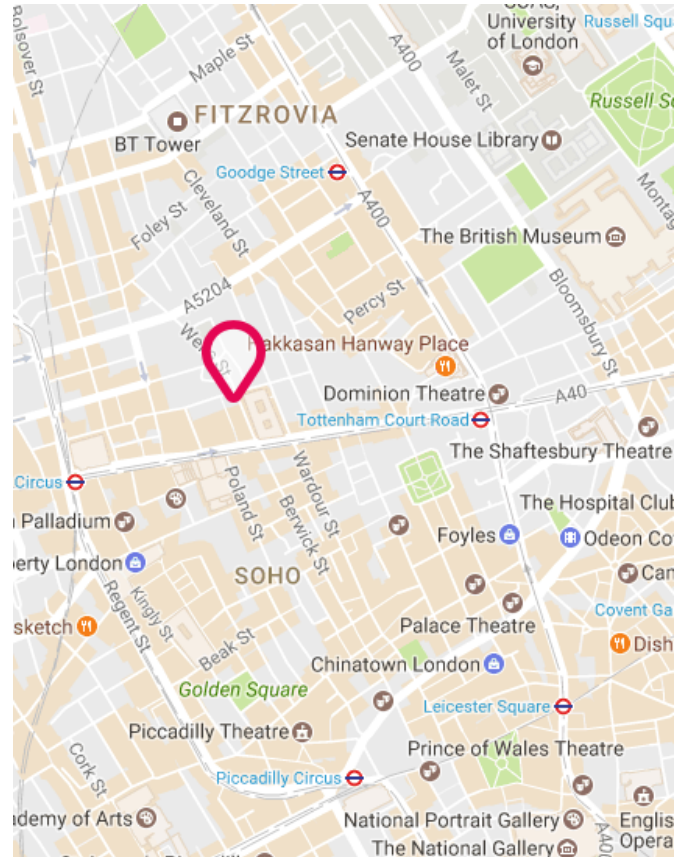 SOAS,
University
of London
Russell Squ
Bolsover St
Maple St
A400
Malet St
FITZROVIA
BT Tower
Russell Sq
Senate House Library
Goodge Street
Cleveland St
A400
Montag
Foley St
The British Museum
A5204
Percy St
Bloomsbury St
We
St
akkasan Hanway Place
Dominion Theatre
A40
Tottenham Court Road
The Shaftesbury Theatre
Circus
Poland St
Wardour St
Berwick St
The Hospital Club
Palladium
Foyles
Odeon Co
erty London
SOHO
Cam
Kingly St
Regent St
Covent Ga
sketch
Palace Theatre
Dish
Beak St
Chinatown London
Golden Square
Leicester Square
Piccadilly Theatre
Prince of Wales Theatre
Cork St
Piccadilly Circus
ademy of Arts
National Portrait Gallery
Englis
The National Gallery
Opera
A40